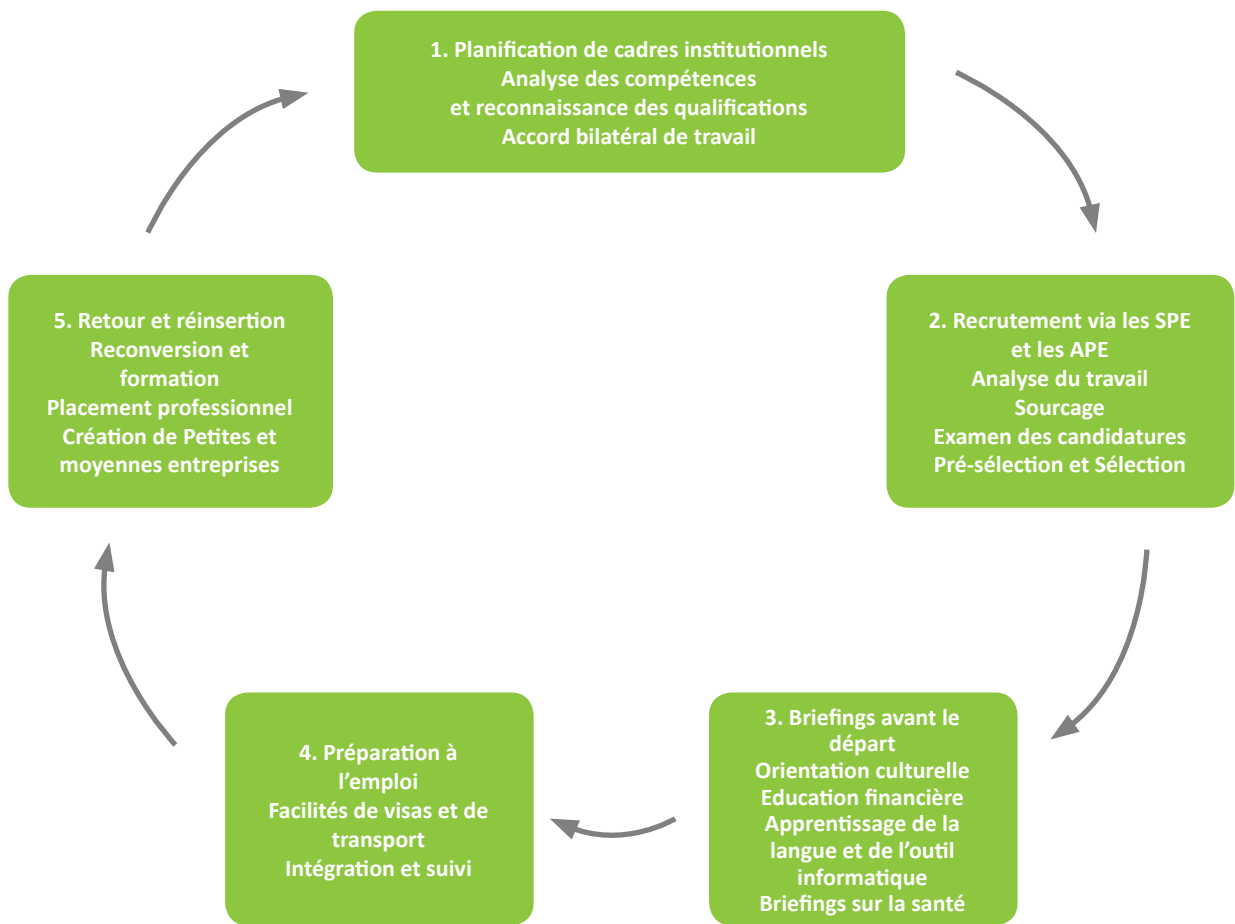 1. Planification de cadres institutionnels
Analyse des compétences
et reconnaissance des qualifications
Accord bilatéral de travail
2. Recrutement via les SPE
et les APE
Analyse du travail
Sourcage
Examen des candidatures
Pré-sélection et Sélection
3. Briefings avant le
départ
Orientation culturelle
Education financière
Apprentissage de la
langue et de l’outil
informatique
Briefings sur la santé
4. Préparation à
l’emploi
Facilités de visas et de
transport
Intégration et suivi
5. Retour et réinsertion
Reconversion et
formation
Placement professionnel
Création de Petites et
moyennes entreprises